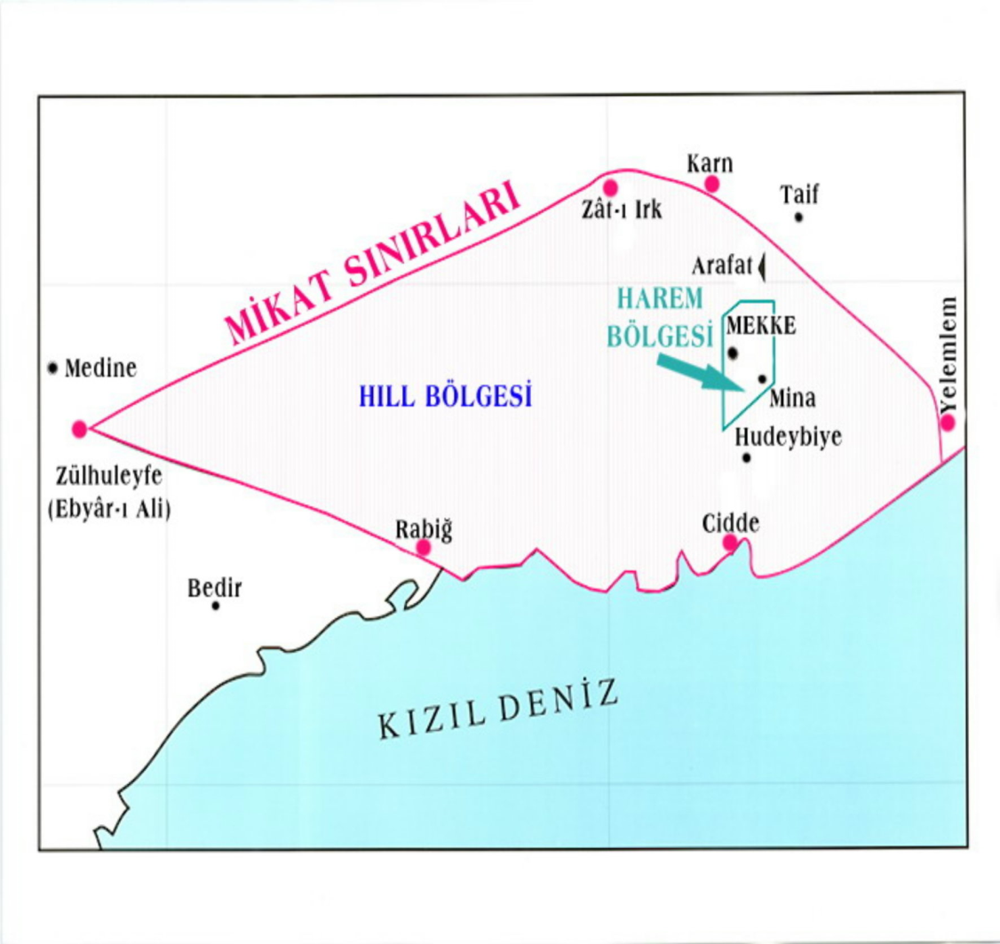 Karn
Taif
Zât-ı Irk
MİKAT SINIRLARI
Arafat
HAREM
BÖLGESİ
MEKKE
Yelemlem
Medine
HILL BÖLGESİ
Mina
Hudeybiye
Zülhuleyfe
(Ebyâr-ı Ali)
Rabiğ
Cidde
Bedir
KIZIL DENİZ